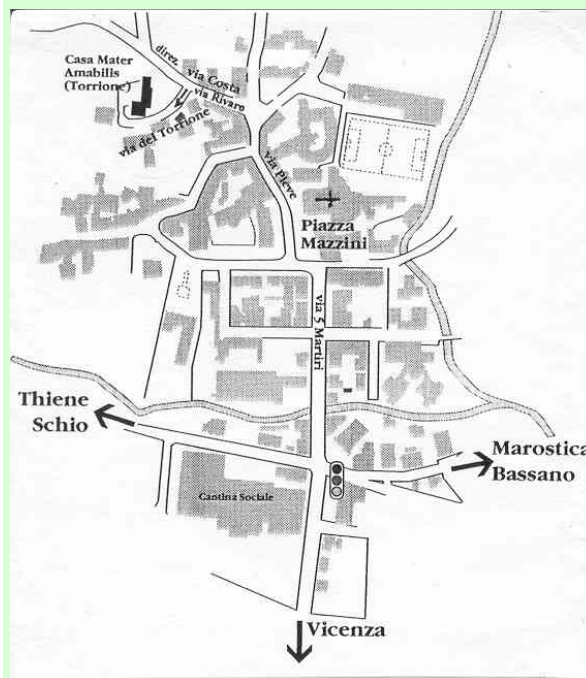 Casa Mater
Amabilis
(Torrione)
direz.
via Costa
via Rivaro
via del Torrione
via Pieve
Piazza
Mazzini
via 5 Martiri
Thiene
Schio
Marostica
Bassano
Cantina Sociale
Vicenza